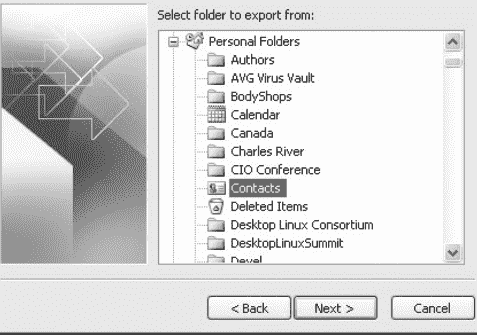 Select folder to export from:
Personal Folders
Authors
AVG Virus Vault
BodyShops
Calendar
Canada
Charles River
CIO Conference
Contacts
Deleted Items
Desktop Linux Consortium
DesktopLinuxSummit
Devel
< Back
Next >
Cancel